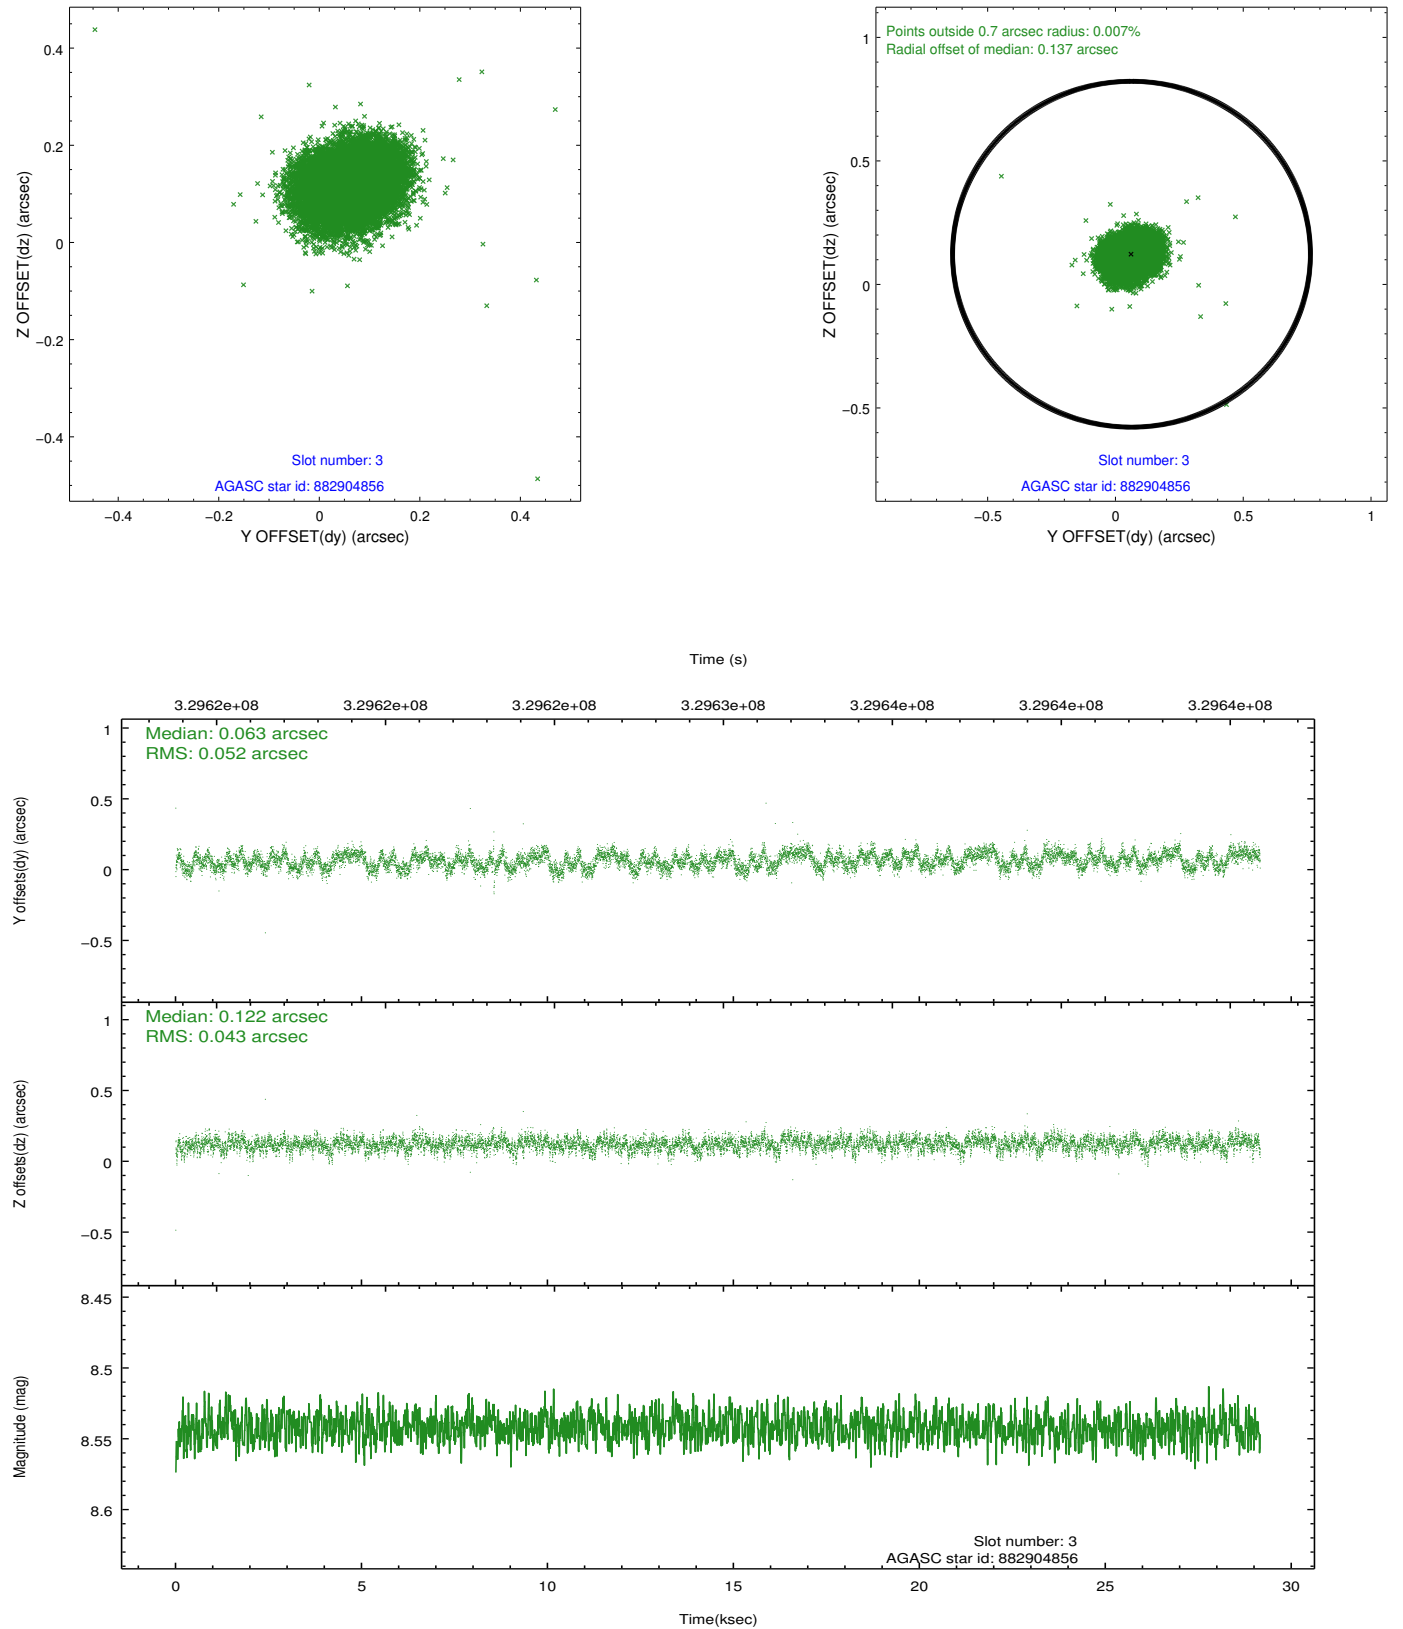 0.4
0.2
0
−0.2
−0.4
Z OFFSET(dz) (arcsec)
Slot number: 3
AGASC star id: 882904856
−0.4
−0.2
0
0.2
0.4
Y OFFSET(dy) (arcsec)
Points outside 0.7 arcsec radius: 0.007%
Radial offset of median: 0.137 arcsec
1
0.5
0
−0.5
Z OFFSET(dz) (arcsec)
Slot number: 3
AGASC star id: 882904856
−0.5
0
0.5
1
Y OFFSET(dy) (arcsec)
Time (s)
3.2962e+08
3.2962e+08
3.2962e+08
3.2963e+08
3.2964e+08
3.2964e+08
3.2964e+08
Median: 0.063 arcsec
RMS: 0.052 arcsec
1
0.5
0
−0.5
Y offsets(dy) (arcsec)
Median: 0.122 arcsec
RMS: 0.043 arcsec
1
0.5
0
−0.5
Z offsets(dz) (arcsec)
8.45
8.5
8.55
8.6
Magnitude (mag)
Slot number: 3
AGASC star id: 882904856
0
5
10
15
20
25
30
Time(ksec)